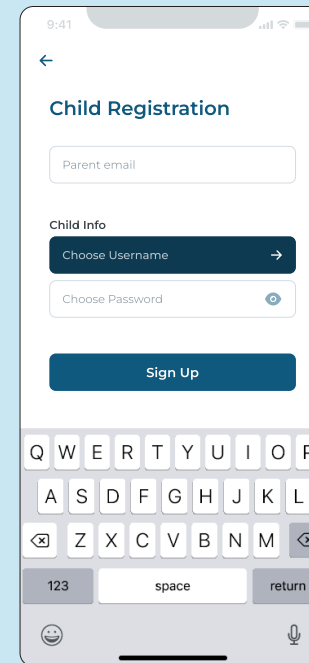 9:41
Child Registration
Parent email
Child Info
Choose Username
Choose Password
Sign Up
Q W E R T Y U I O P
A S D F G H J K L
Z X C V B N M
123 space return